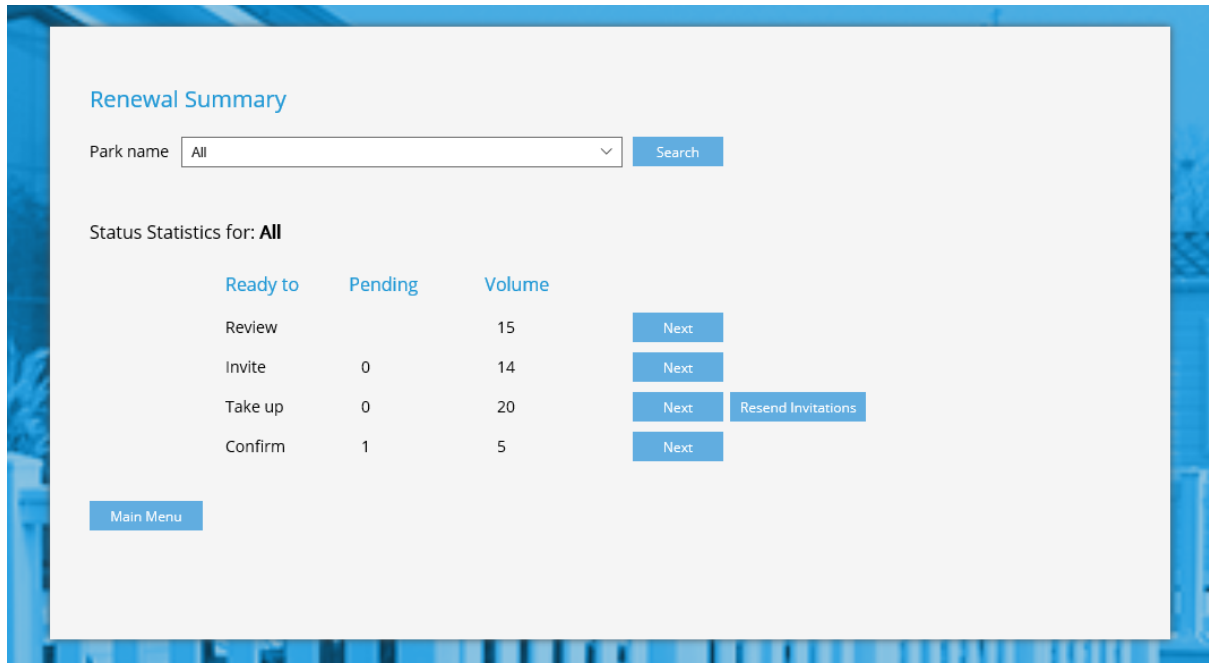 Renewal Summary
Park name All Search
Status Statistics for: All
Ready to Pending Volume
Review 15 Next
Invite 0 14 Next
Take up 0 20 Next Resend Invitations
Confirm 1 5 Next
Main Menu